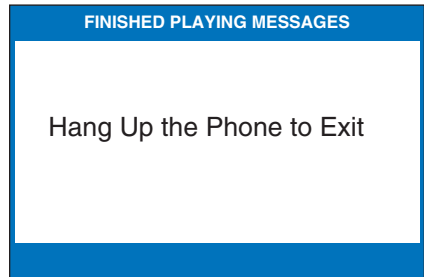 FINISHED PLAYING MESSAGES
Hang Up the Phone to Exit